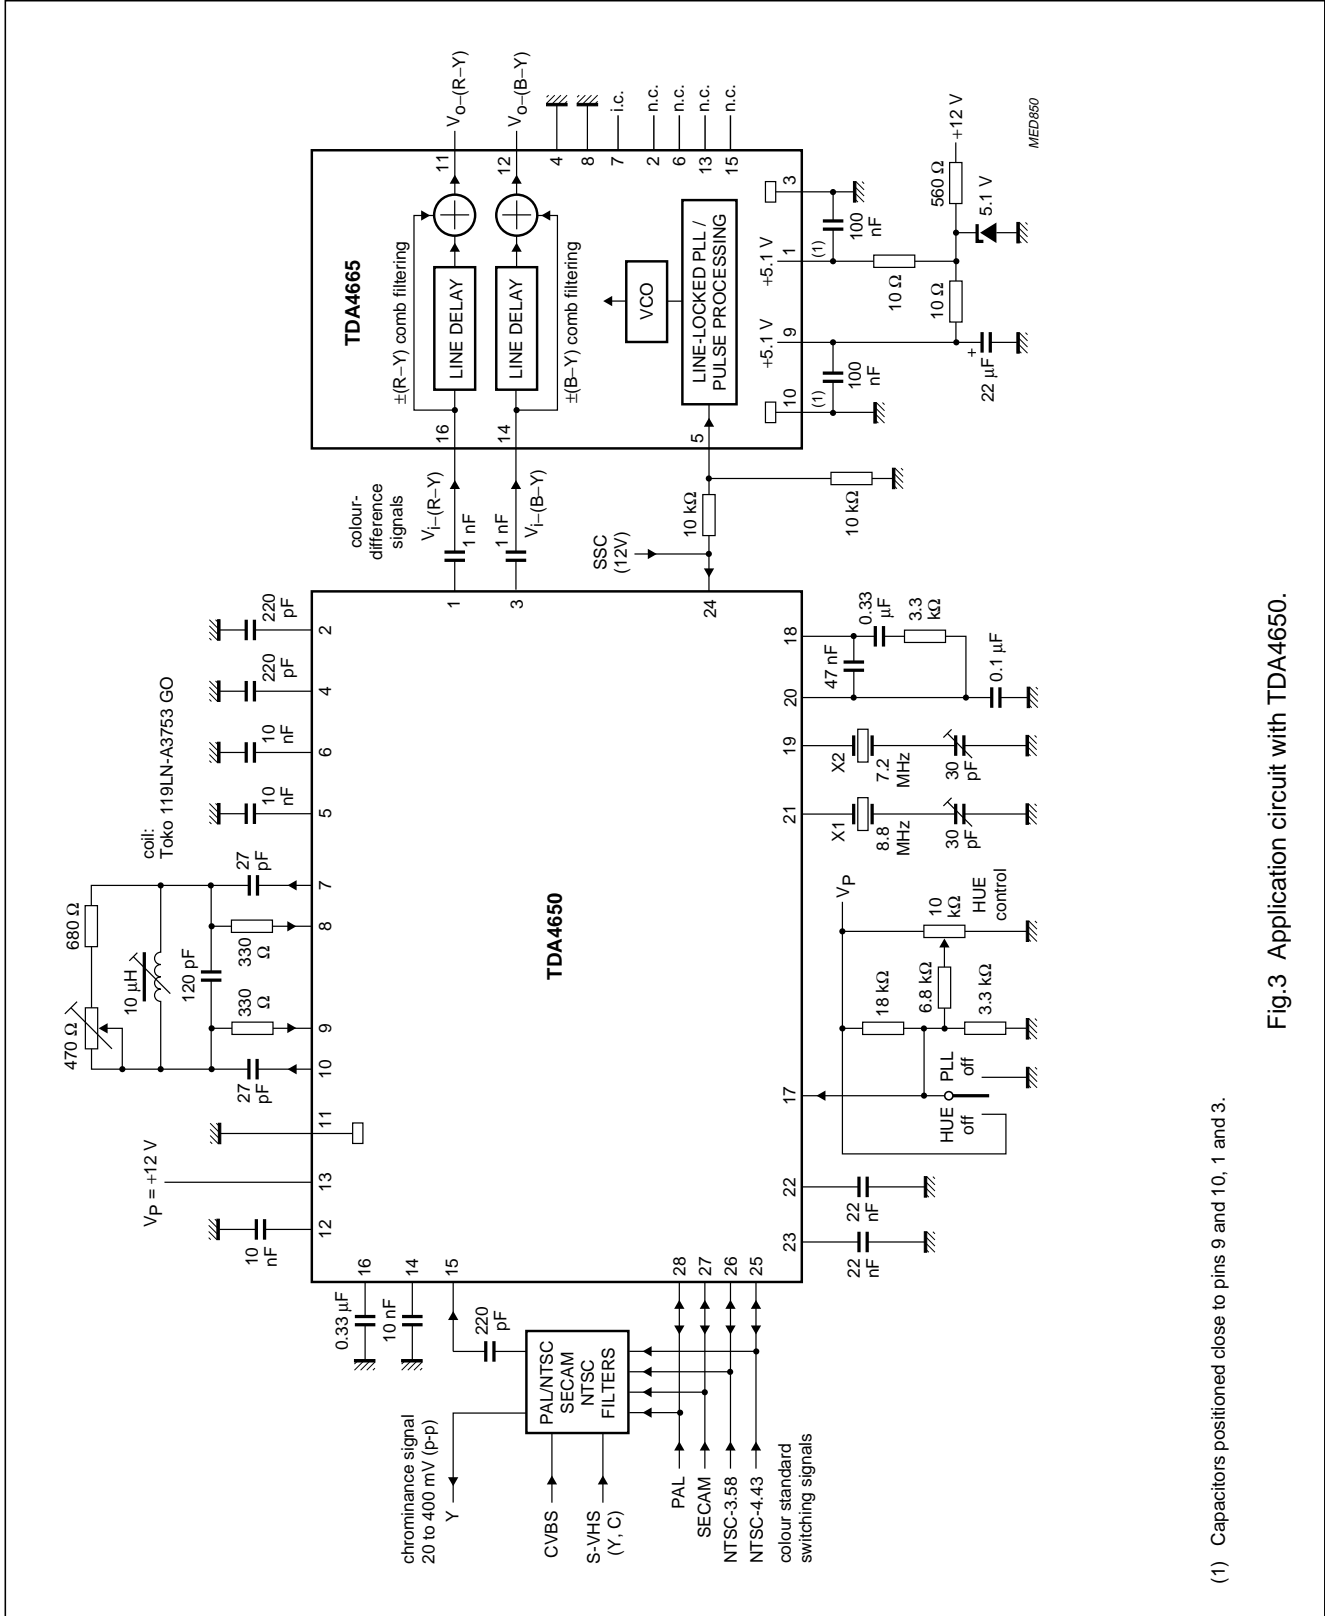 TDA4665
±(R−Y) comb filtering
LINE DELAY
LINE DELAY
±(B−Y) comb filtering
VCO
LINE-LOCKED PLL /
PULSE PROCESSING
11
Vo−(R−Y)
12
Vo−(B−Y)
4
8
7
i.c.
2
n.c.
6
n.c.
13
n.c.
15
n.c.
16
14
5
10
9
1
3
+5.1 V
+5.1 V
(1)
100
nF
(1)
100
nF
10 Ω
10 Ω
560 Ω
+12 V
5.1 V
+
22 µF
MED850
colour-
difference
signals
Vi−(R−Y)
1 nF
Vi−(B−Y)
1 nF
SSC
(12V)
10 kΩ
10 kΩ
TDA4650
1
3
24
coil:
Toko 119LN-A3753 GO
680 Ω
470 Ω
10 µH
120 pF
330
Ω
330
Ω
27
pF
27
pF
10
nF
10
nF
220
pF
220
pF
VP = +12 V
10
nF
12
13
11
10
9
8
7
5
6
4
2
23
22
17
21
19
20
18
22
nF
22
nF
HUE
off
PLL
off
VP
18 kΩ
6.8 kΩ
3.3 kΩ
10
kΩ
HUE
control
X1
8.8
MHz
30
pF
X2
7.2
MHz
30
pF
47 nF
0.33
µF
3.3
kΩ
0.1 µF
16
14
15
28
27
26
25
0.33 µF
10 nF
220
pF
PAL/NTSC
SECAM
NTSC
FILTERS
chrominance signal
20 to 400 mV (p-p)
Y
CVBS
S-VHS
(Y, C)
PAL
SECAM
NTSC-3.58
NTSC-4.43
colour standard
switching signals
(1) Capacitors positioned close to pins 9 and 10, 1 and 3.
Fig.3 Application circuit with TDA4650.